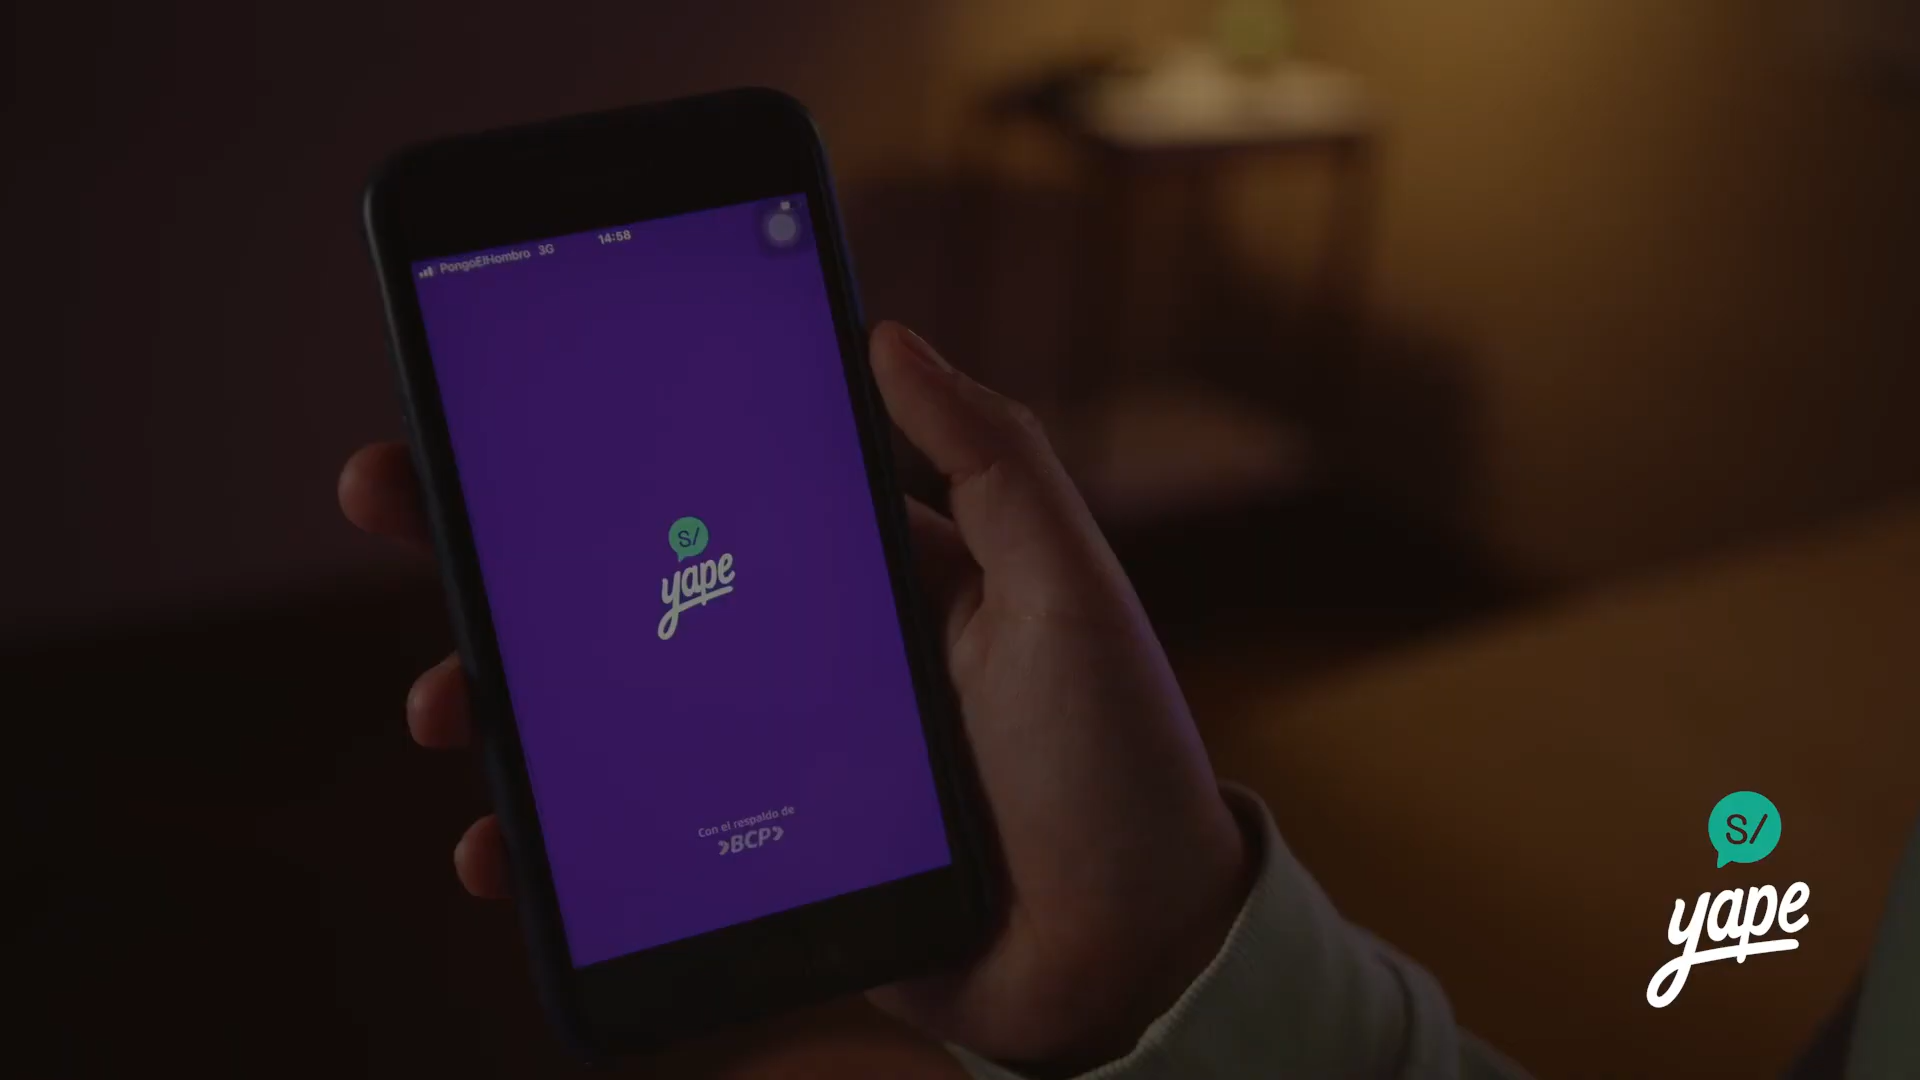 PongoElHombro 3G 14:58
S/
yape
Con el respaldo de
BCP
S/
yape